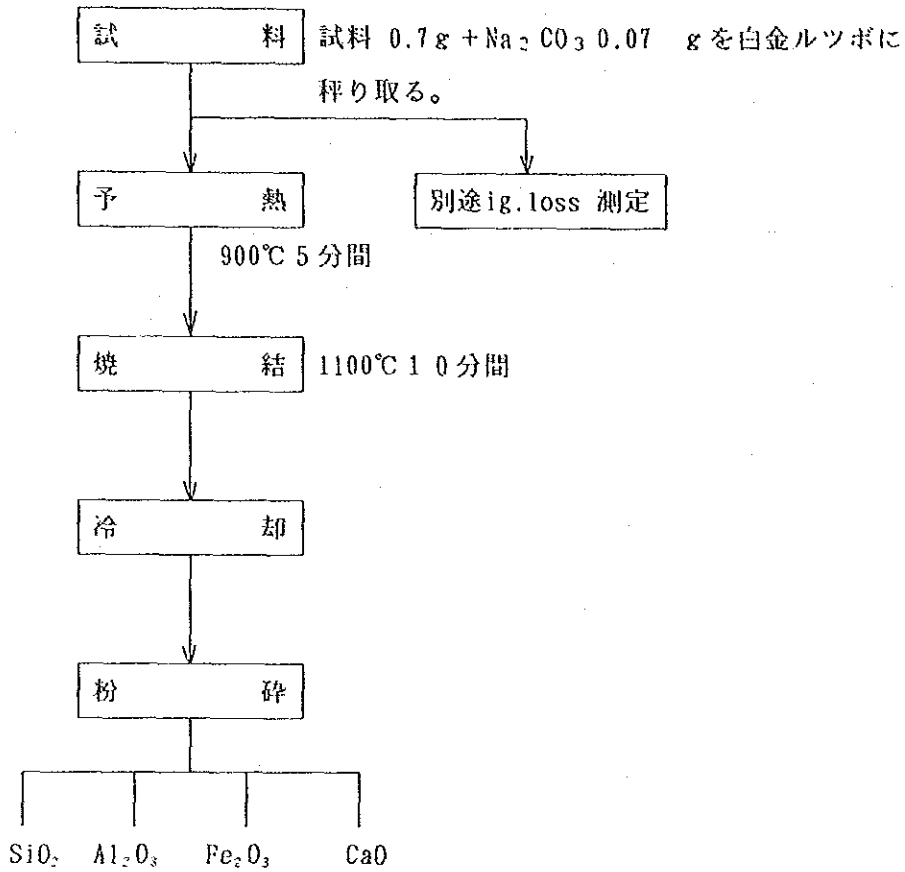 試 料 試料 0.7g+Na₂CO₃ 0.07 gを白金ルツボに
秤り取る。
予 熱 別途ig.loss 測定
900℃ 5分間
焼 結 1100℃ 10分間
冷 却
粉 砕
SiO₂ Al₂O₃ Fe₂O₃ CaO